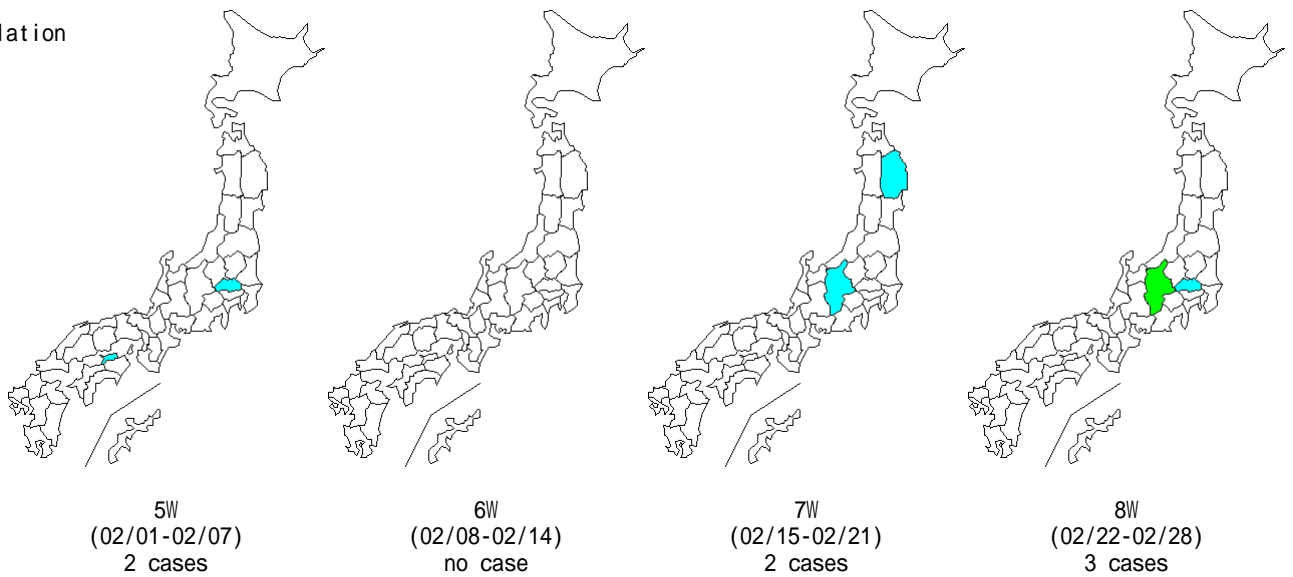 lation
5W
(02/01-02/07)
2 cases
6W
(02/08-02/14)
no case
7W
(02/15-02/21)
2 cases
8W
(02/22-02/28)
3 cases